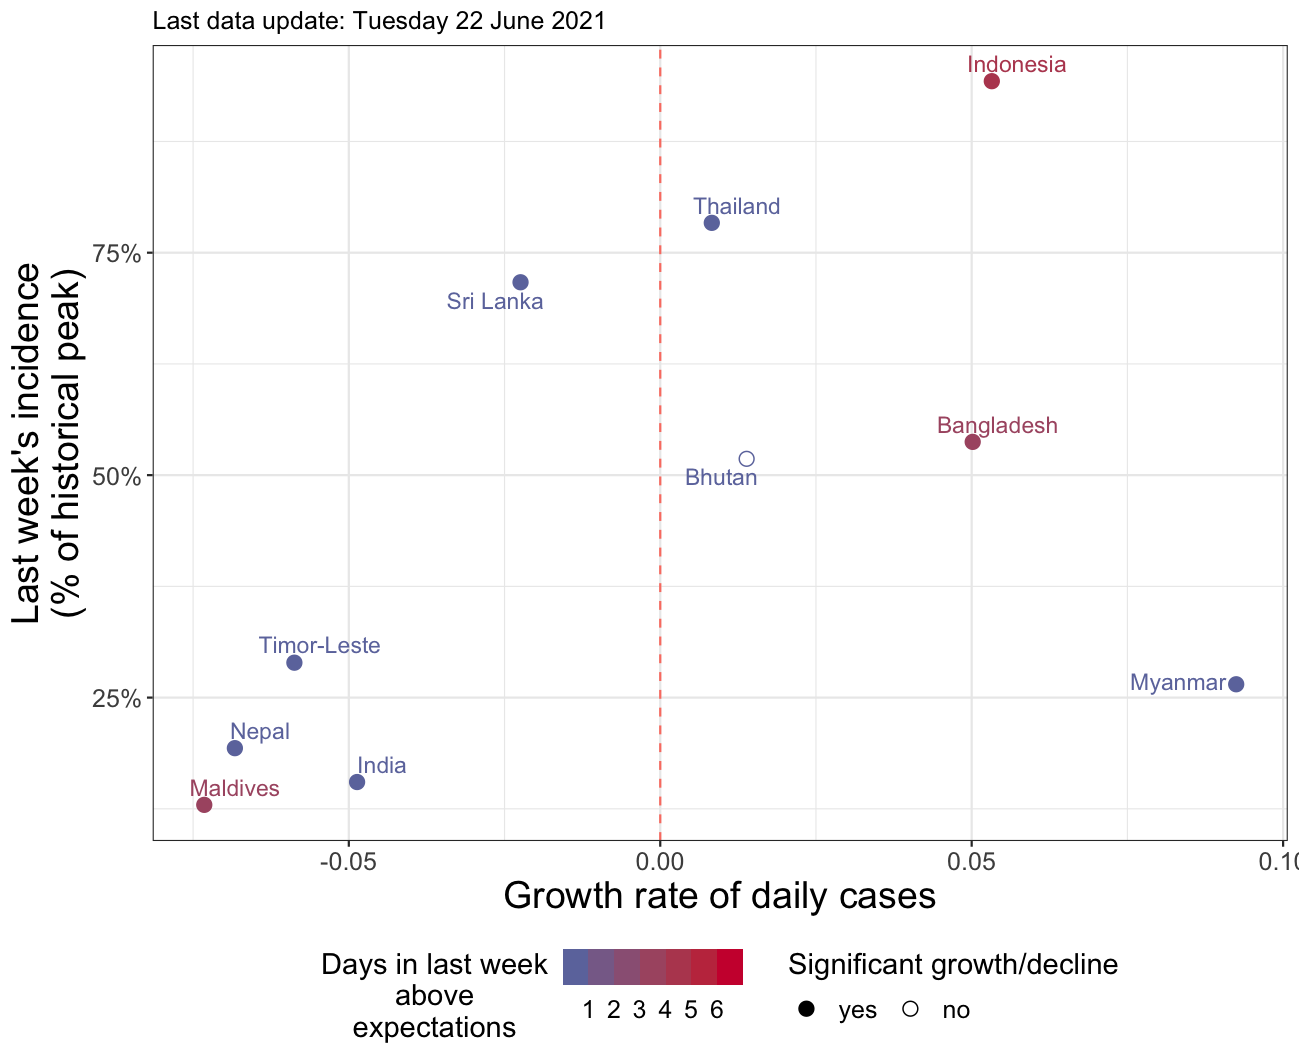 Last data update: Tuesday 22 June 2021
Last week's incidence
(% of historical peak)
75%
50%
25%
Indonesia
Thailand
Sri Lanka
Bangladesh
Bhutan
Timor-Leste
Myanmar
Nepal
India
Maldives
-0.05 0.00 0.05 0.10
Growth rate of daily cases
Days in last week
above
expectations
1 2 3 4 5 6
Significant growth/decline
yes no